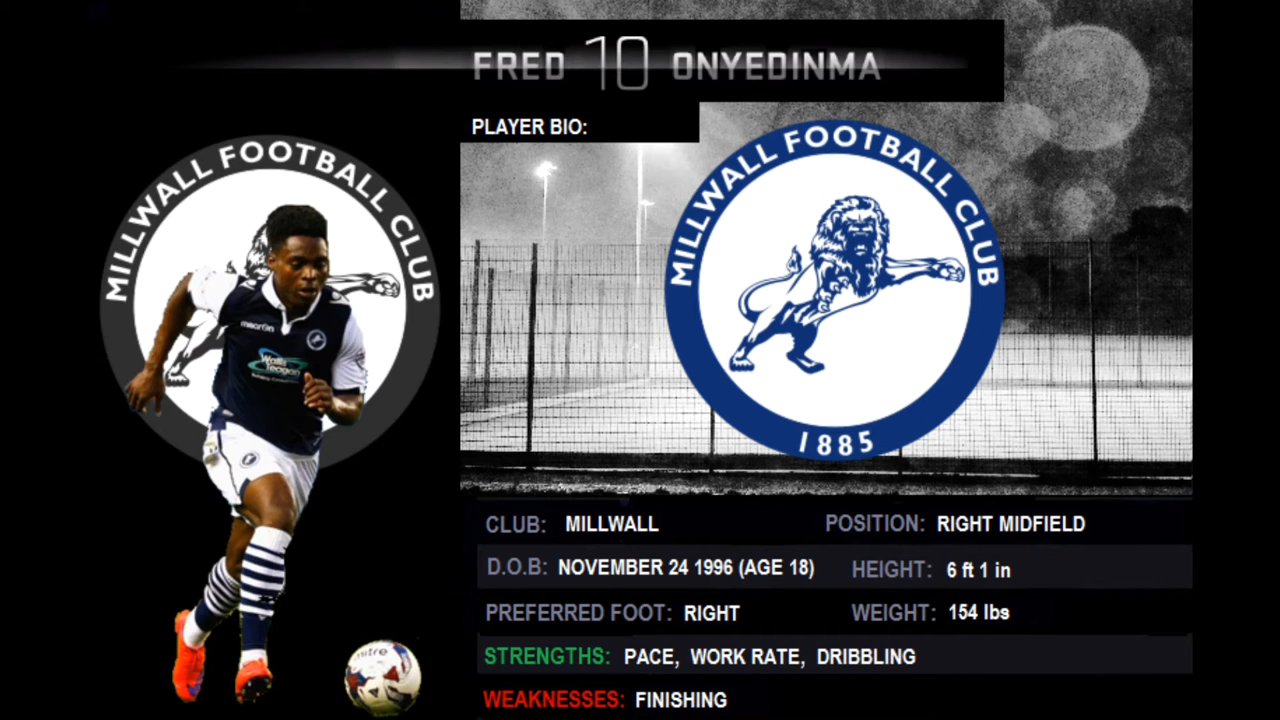 FRED 10 ONYEDINMA
PLAYER BIO:
MILLWALL FOOTBALL CLUB
macron
MILLWALL FOOTBALL CLUB
1885
mitre
CLUB: MILLWALL
POSITION: RIGHT MIDFIELD
D.O.B: NOVEMBER 24 1996 (AGE 18)
HEIGHT: 6 ft 1 in
PREFERRED FOOT: RIGHT
WEIGHT: 154 lbs
STRENGTHS: PACE, WORK RATE, DRIBBLING
WEAKNESSES: FINISHING